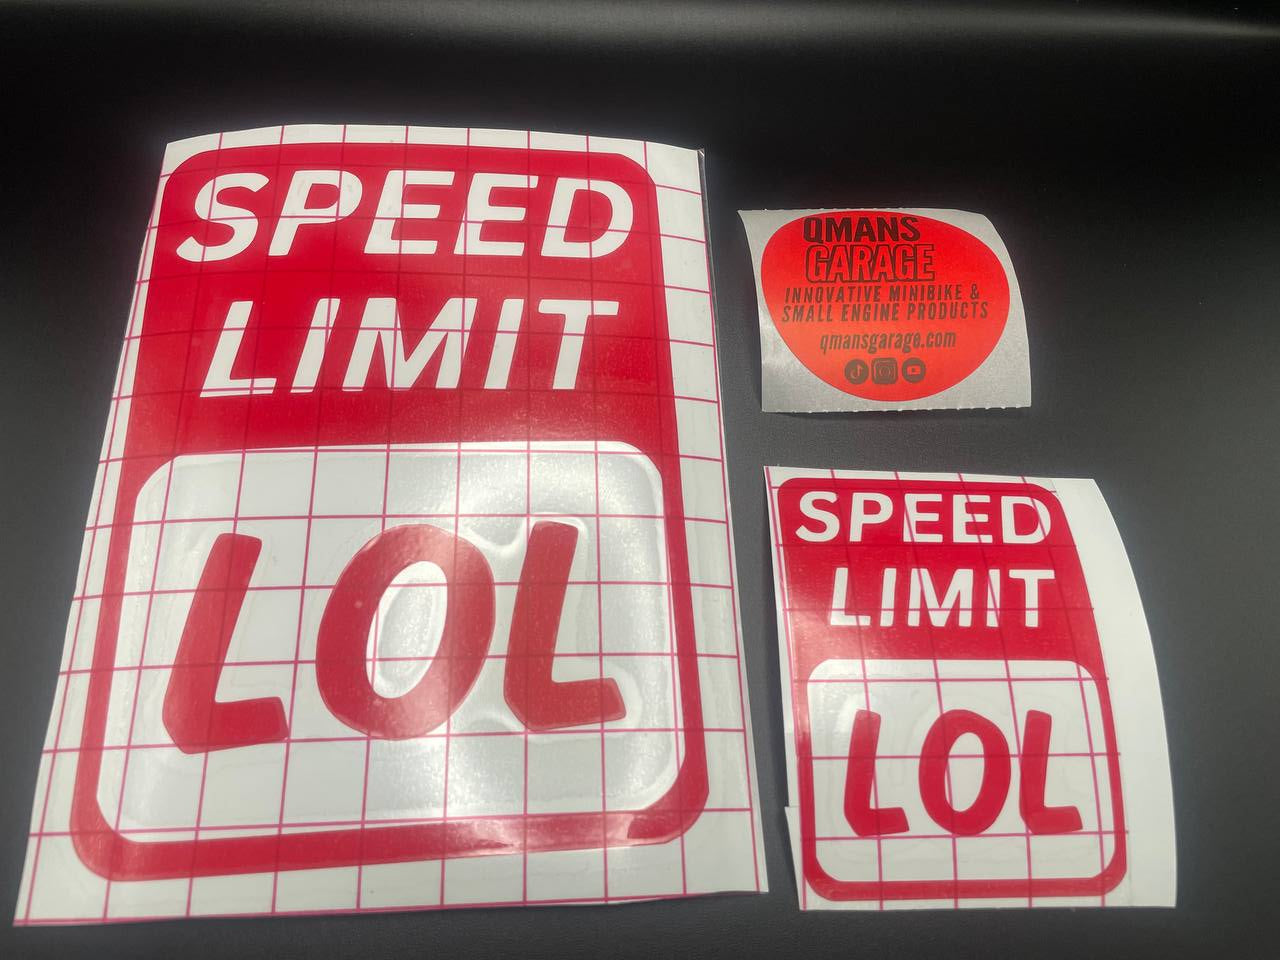 SPEED
LIMIT
LOL
QMANS
GARAGE
INNOVATIVE MINIBIKE &
SMALL ENGINE PRODUCTS
qmansgarage.com
SPEED
LIMIT
LOL